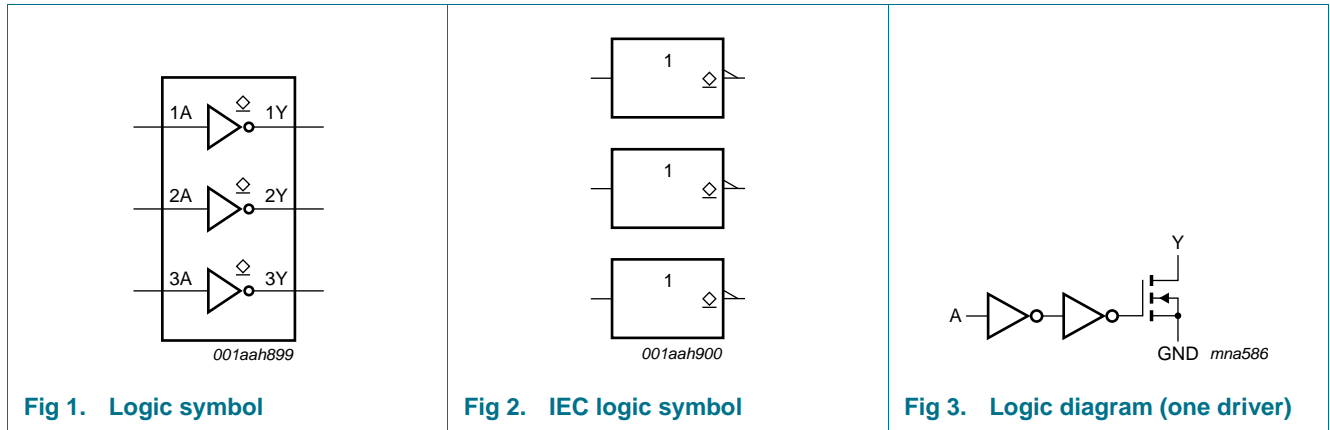 1A 1Y
2A 2Y
3A 3Y
001aah899
Fig 1. Logic symbol
1
1
1
001aah900
Fig 2. IEC logic symbol
Y
A
GND mna586
Fig 3. Logic diagram (one driver)